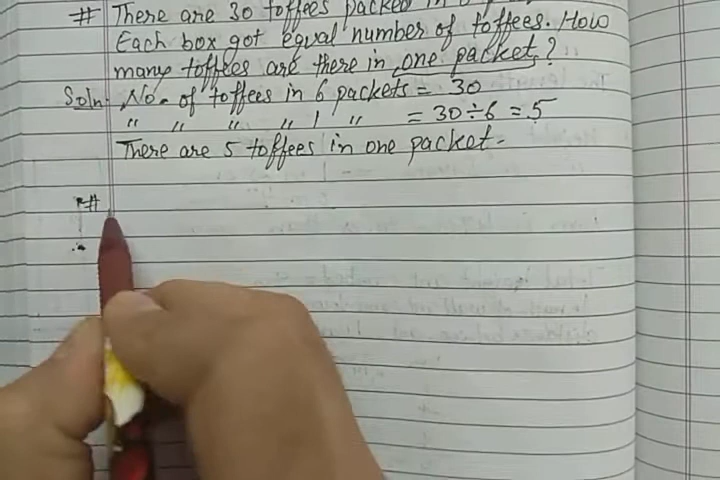 # There are 30 toffees packed in 6
Each box got equal number of toffees. How
many toffees are there in one packet?
Soln. No. of toffees in 6 packets = 30
" " " " 1 " = 30÷6 = 5
There are 5 toffees in one packet.
#